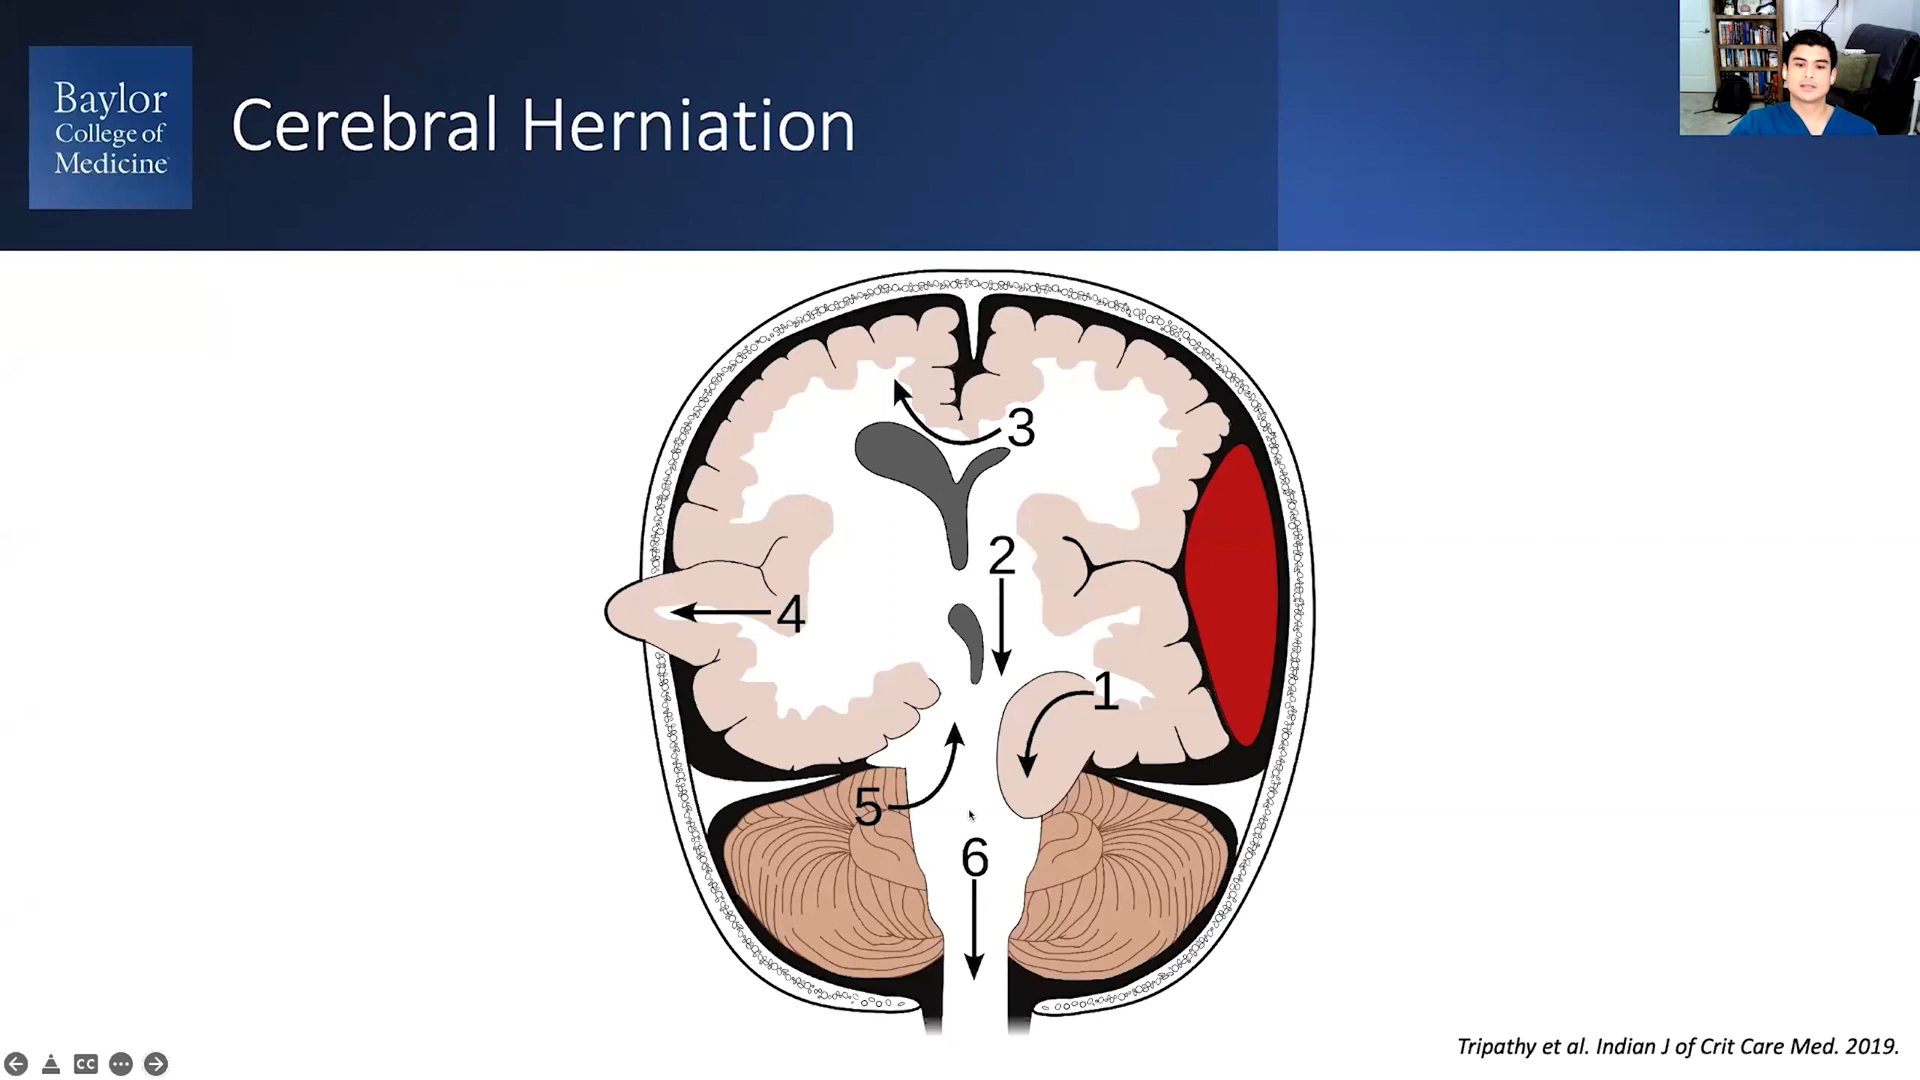 Baylor
College of
Medicine
Cerebral Herniation
3
2
4
1
5
6
Tripathy et al. Indian J of Crit Care Med. 2019.
CC